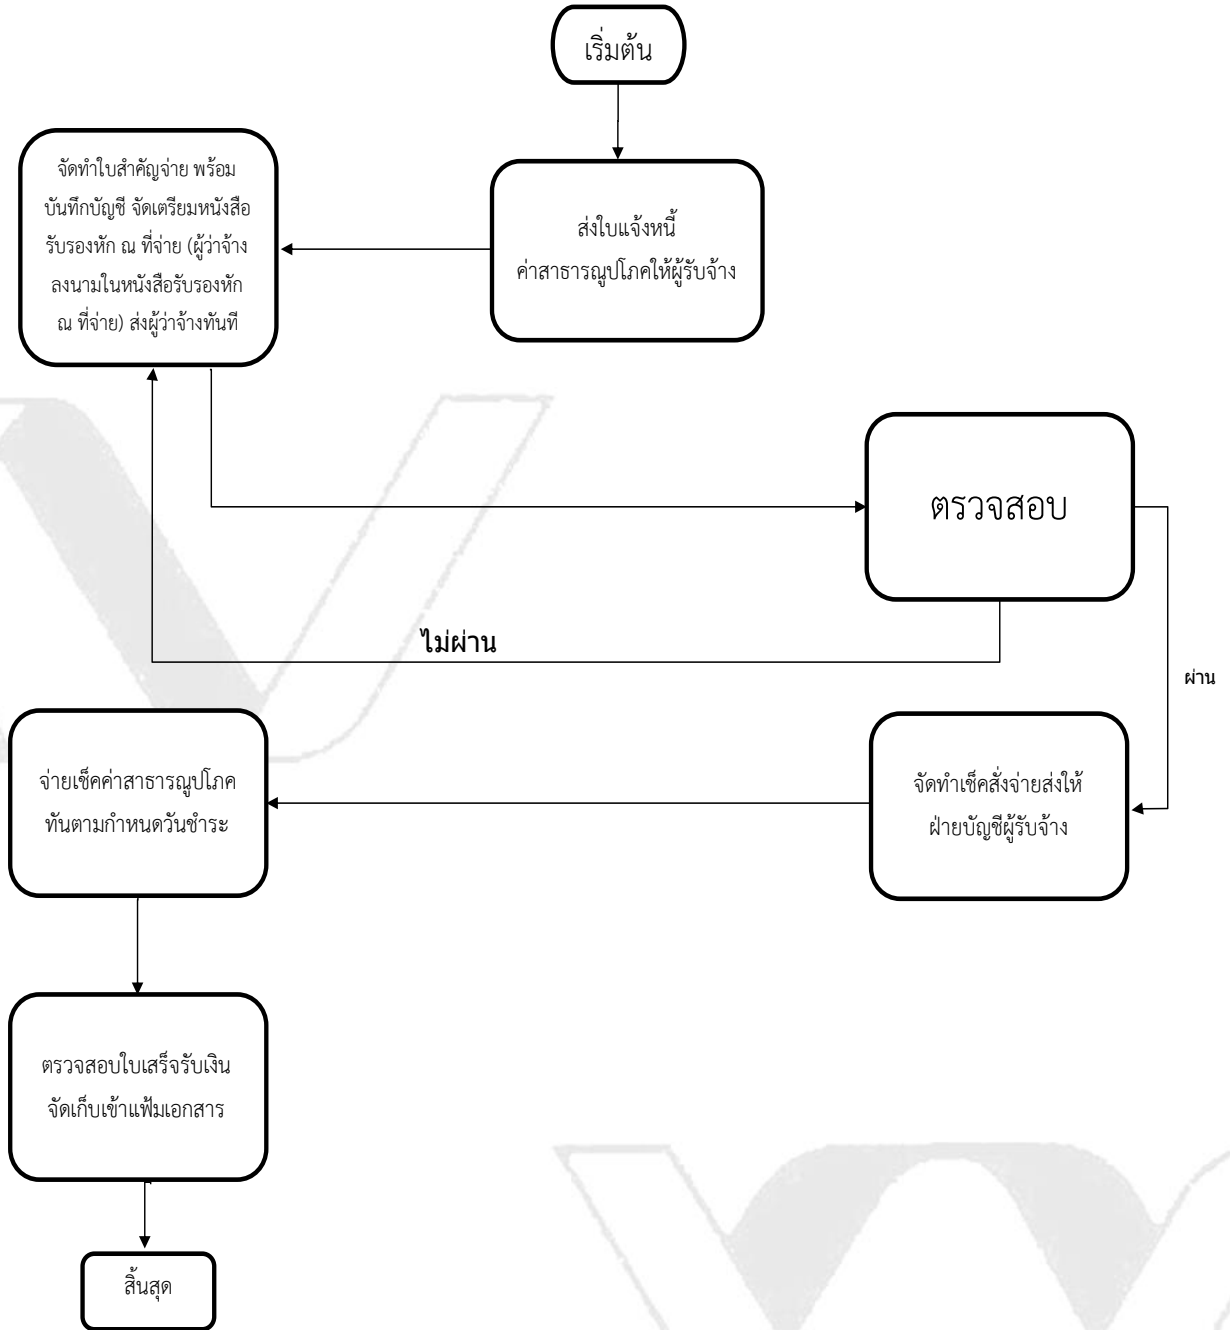 เริ่มต้น
ส่งใบแจ้งหนี้
ค่าสาธารณูปโภคให้ผู้รับจ้าง
จัดทำใบสำคัญจ่าย พร้อม
บันทึกบัญชี จัดเตรียมหนังสือ
รับรองหัก ณ ที่จ่าย (ผู้ว่าจ้าง
ลงนามในหนังสือรับรองหัก
ณ ที่จ่าย) ส่งผู้ว่าจ้างทันที
ตรวจสอบ
ไม่ผ่าน
ผ่าน
จัดทำเช็คสั่งจ่ายส่งให้
ฝ่ายบัญชีผู้รับจ้าง
จ่ายเช็คค่าสาธารณูปโภค
ทันตามกำหนดวันชำระ
ตรวจสอบใบเสร็จรับเงิน
จัดเก็บเข้าแฟ้มเอกสาร
สิ้นสุด